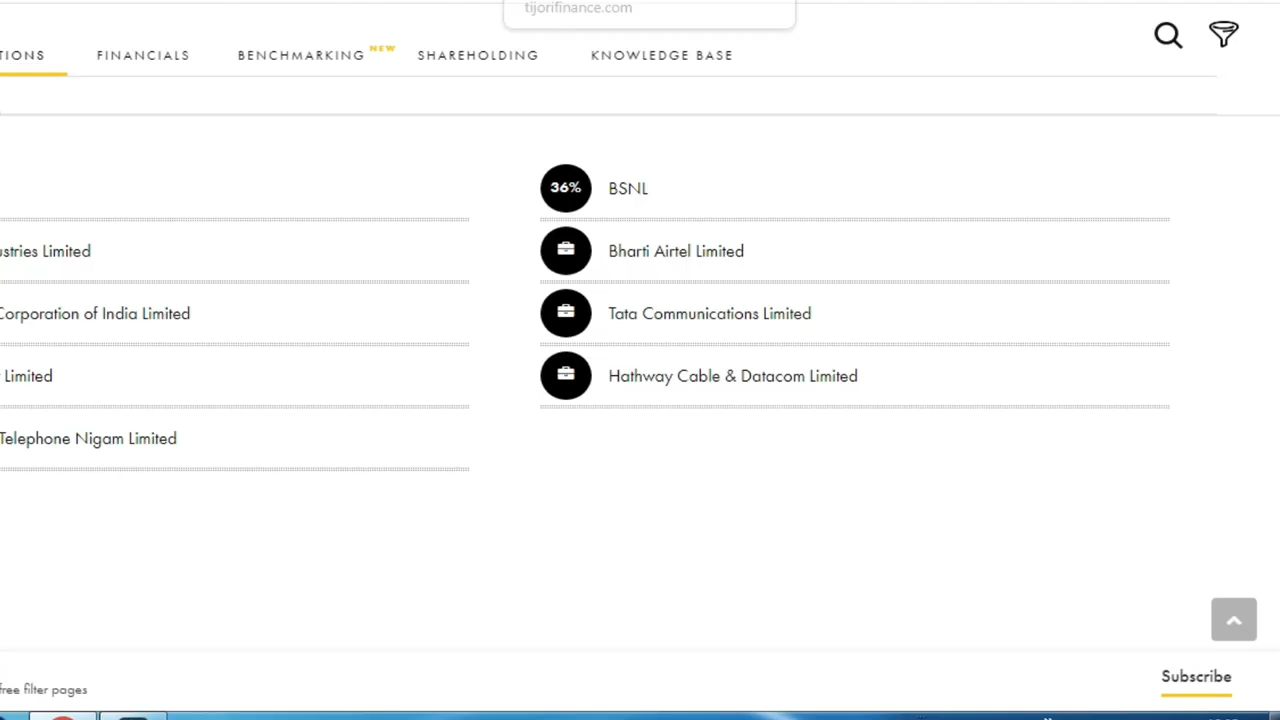 tijorifinance.com
TIONS FINANCIALS BENCHMARKING NEW SHAREHOLDING KNOWLEDGE BASE
36% BSNL
ustries Limited
Bharti Airtel Limited
Corporation of India Limited
Tata Communications Limited
Limited
Hathway Cable & Datacom Limited
Telephone Nigam Limited
Subscribe
free filter pages